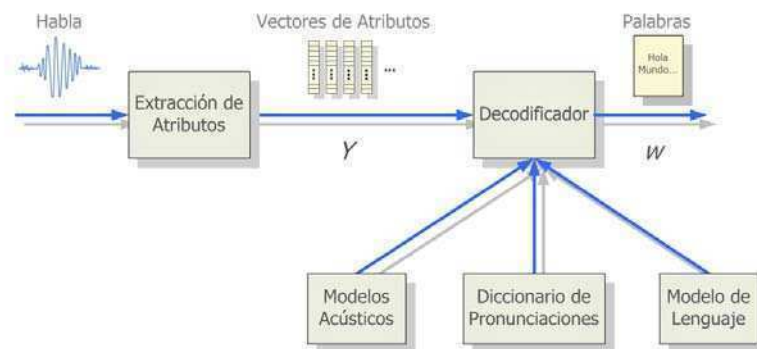 Habla
Vectores de Atributos
Palabras
Hola
Mundo...
...
Extracción de
Atributos
Decodificador
Y
w
Modelos
Acústicos
Diccionario de
Pronunciaciones
Modelo de
Lenguaje